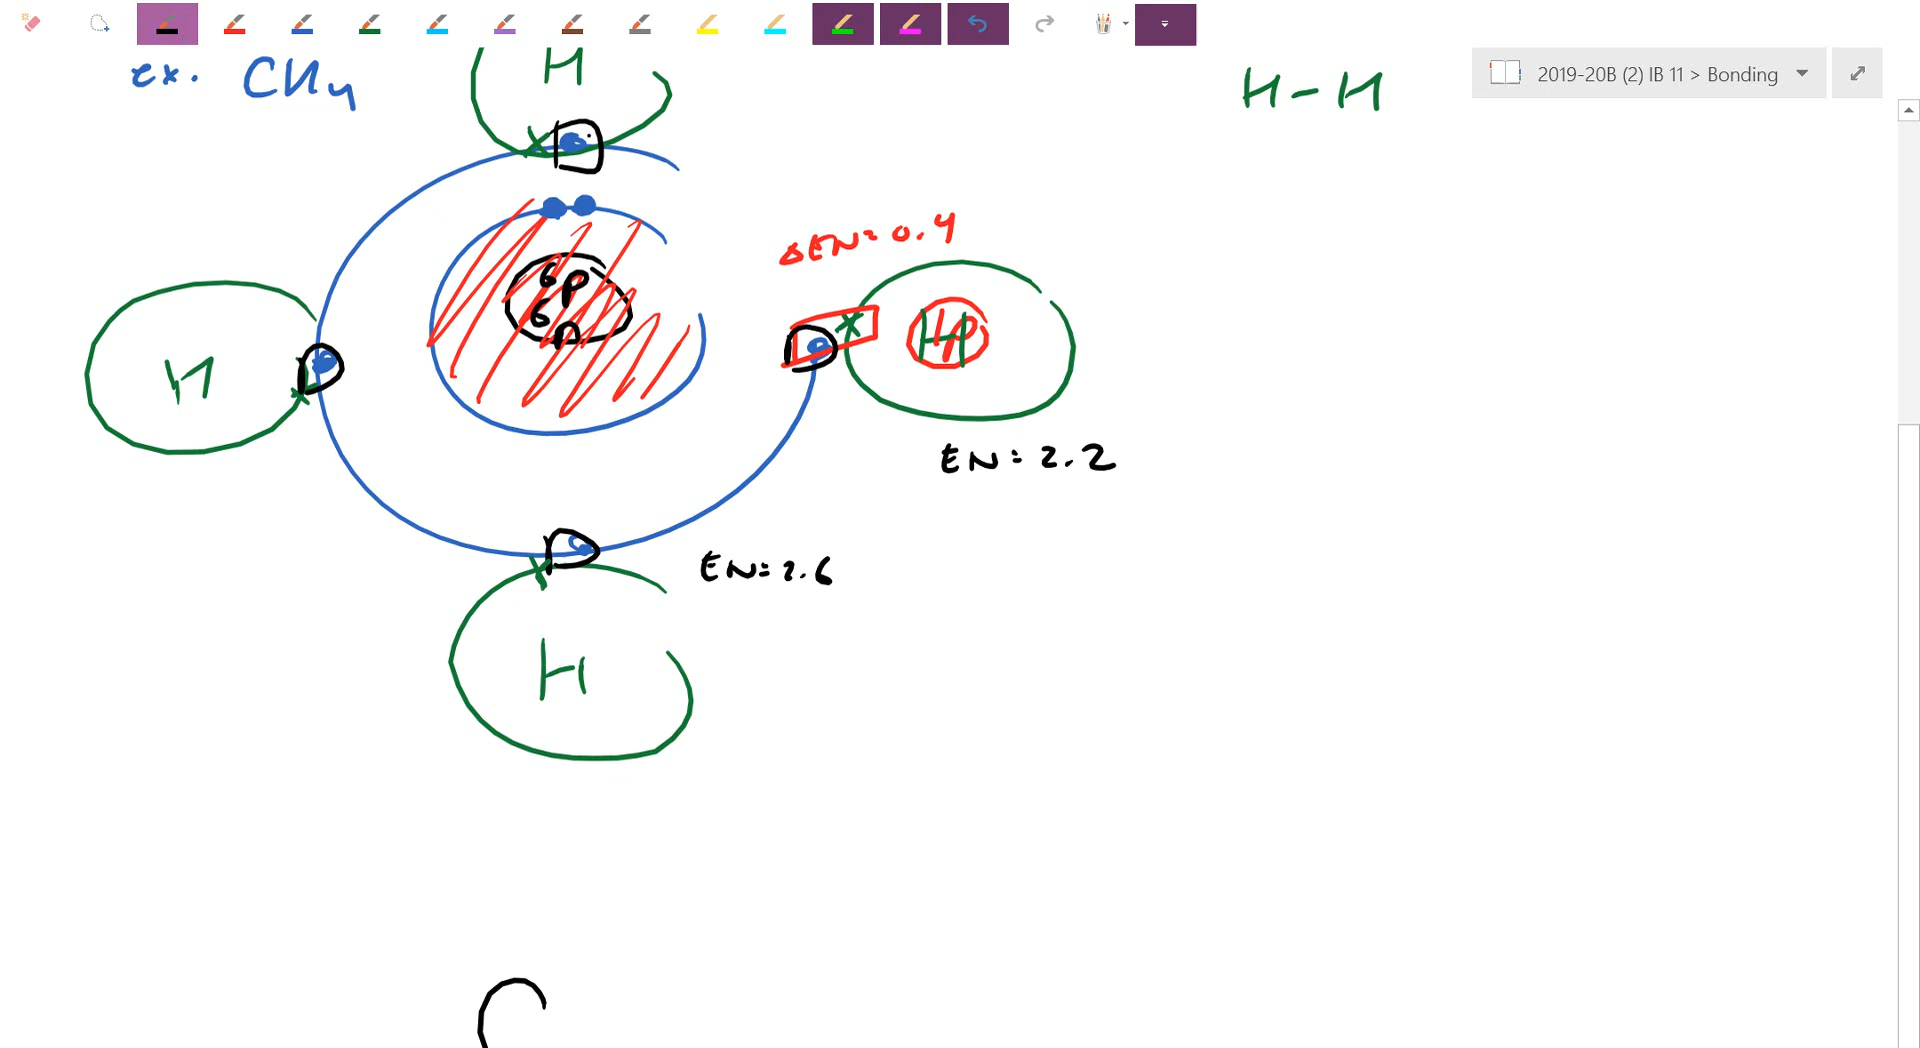 2019-20B (2) IB 11 > Bonding
ex. CH4
H
H-H
ΔEN=0.4
6p
6n
H
H
1p
EN=2.2
EN=2.6
H